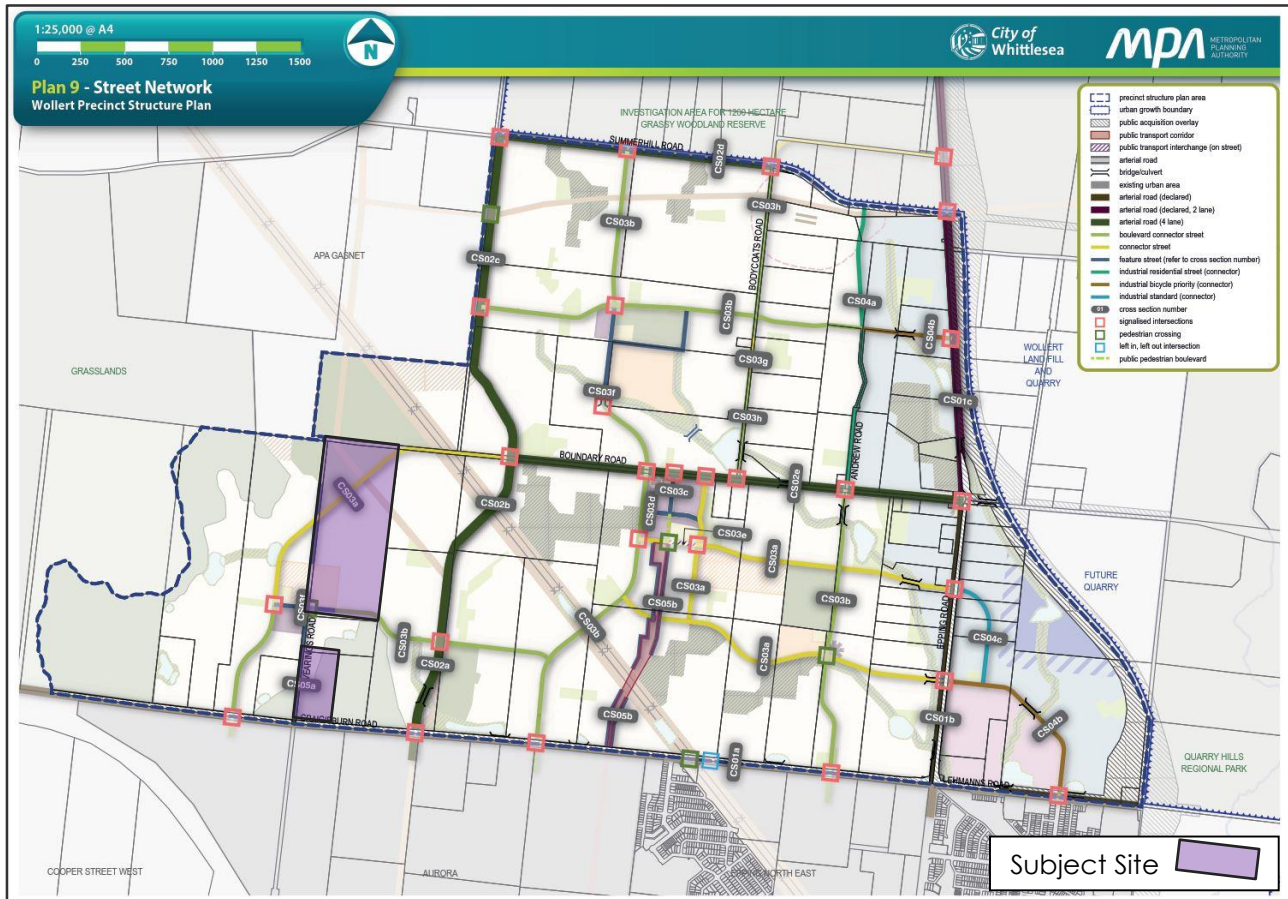 1:25,000 @ A4
0 250 500 750 1000 1250 1500
N
Plan 9 - Street Network
Wollert Precinct Structure Plan
City of
Whittlesea
MPA
METROPOLITAN
PLANNING
AUTHORITY
precinct structure plan area
urban growth boundary
public acquisition overlay
public transport corridor
public transport interchange (on street)
arterial road
bridge/culvert
existing urban area
arterial road (declared)
arterial road (declared, 2 lane)
arterial road (4 lane)
boulevard connector street
connector street
feature street (refer to cross section number)
industrial residential street (connector)
industrial bicycle priority (connector)
industrial standard (connector)
01 cross section number
signalised intersections
pedestrian crossing
left in, left out intersection
public pedestrian boulevard
INVESTIGATION AREA FOR 1200 HECTARE
GRASSY WOODLAND RESERVE
SUMMERHILL ROAD
CS02d
CS03h
CS03b
BODYCOATS ROAD
APA GASNET
CS02c
CS04a
CS03b
CS04b
WOLLERT
LAND FILL
AND
QUARRY
CS03g
GRASSLANDS
CS03f
CS03h
CS01c
ANDREW ROAD
BOUNDARY ROAD
CS02e
CS03a
CS03c
CS02b
CS03d
CS03e
CS03a
FUTURE
QUARRY
CS03a
CS05b
CS03b
EPPING ROAD
CS04c
CS03f
CS03b
CS03b
CS02a
CS03a
CS05a
CS05b
CS01b
CS04b
CS01a
QUARRY HILLS
REGIONAL PARK
LEHMANNS ROAD
COOPER STREET WEST
AURORA
EPPING NORTH EAST
Subject Site